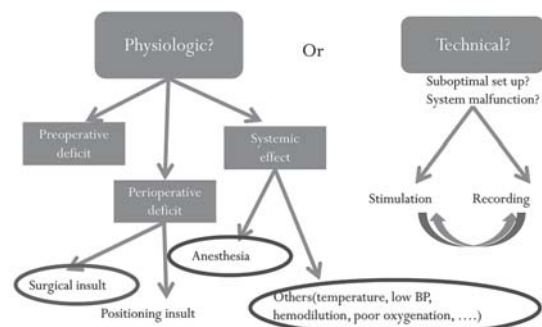 Physiologic?
Or
Technical?
Suboptimal set up?
System malfunction?
Preoperative
deficit
Systemic
effect
Perioperative
deficit
Stimulation
Recording
Anesthesia
Surgical insult
Positioning insult
Others(temperature, low BP,
hemodilution, poor oxygenation, ….)